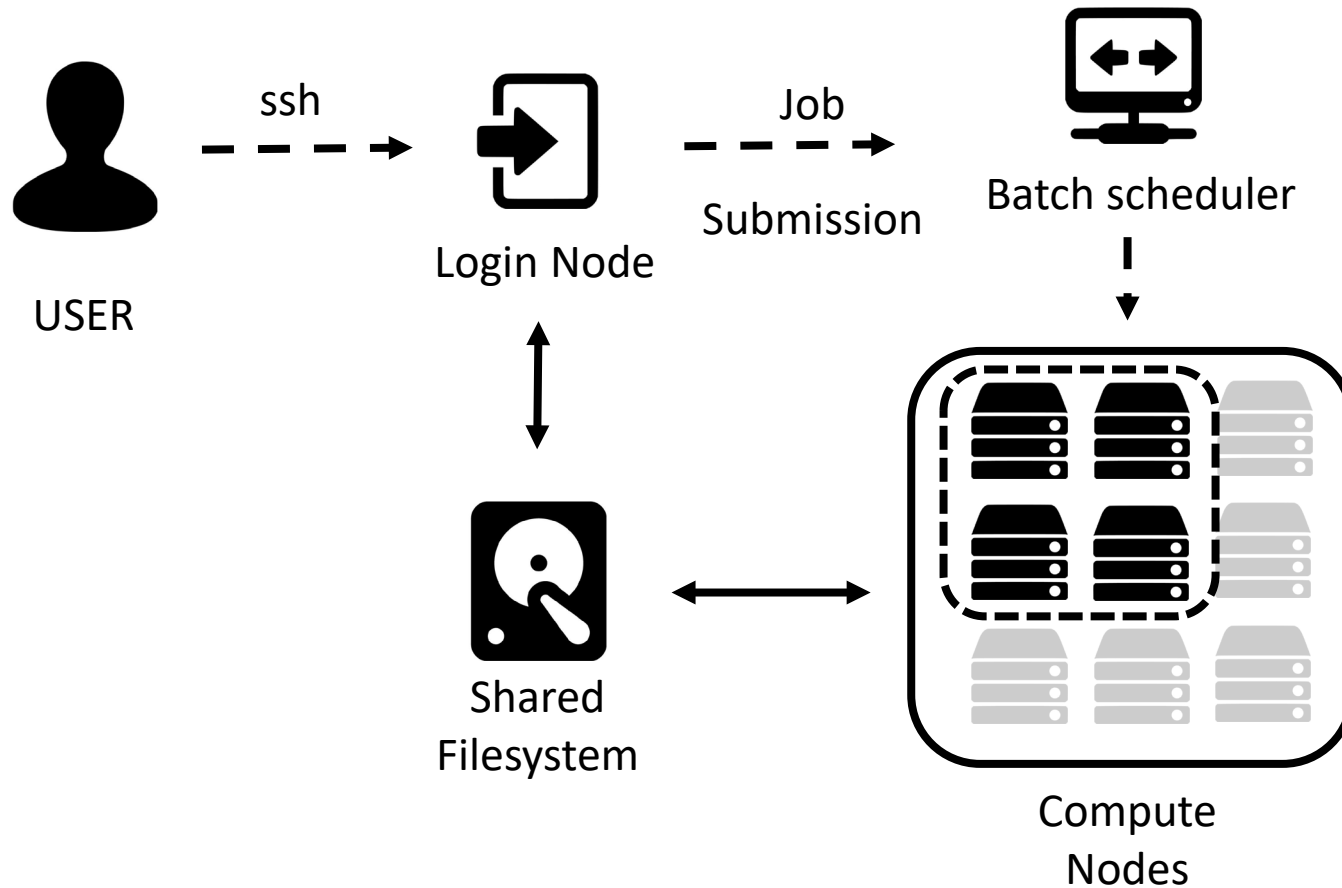 ssh
Job
Submission
Batch scheduler
Login Node
USER
Shared
Filesystem
Compute
Nodes